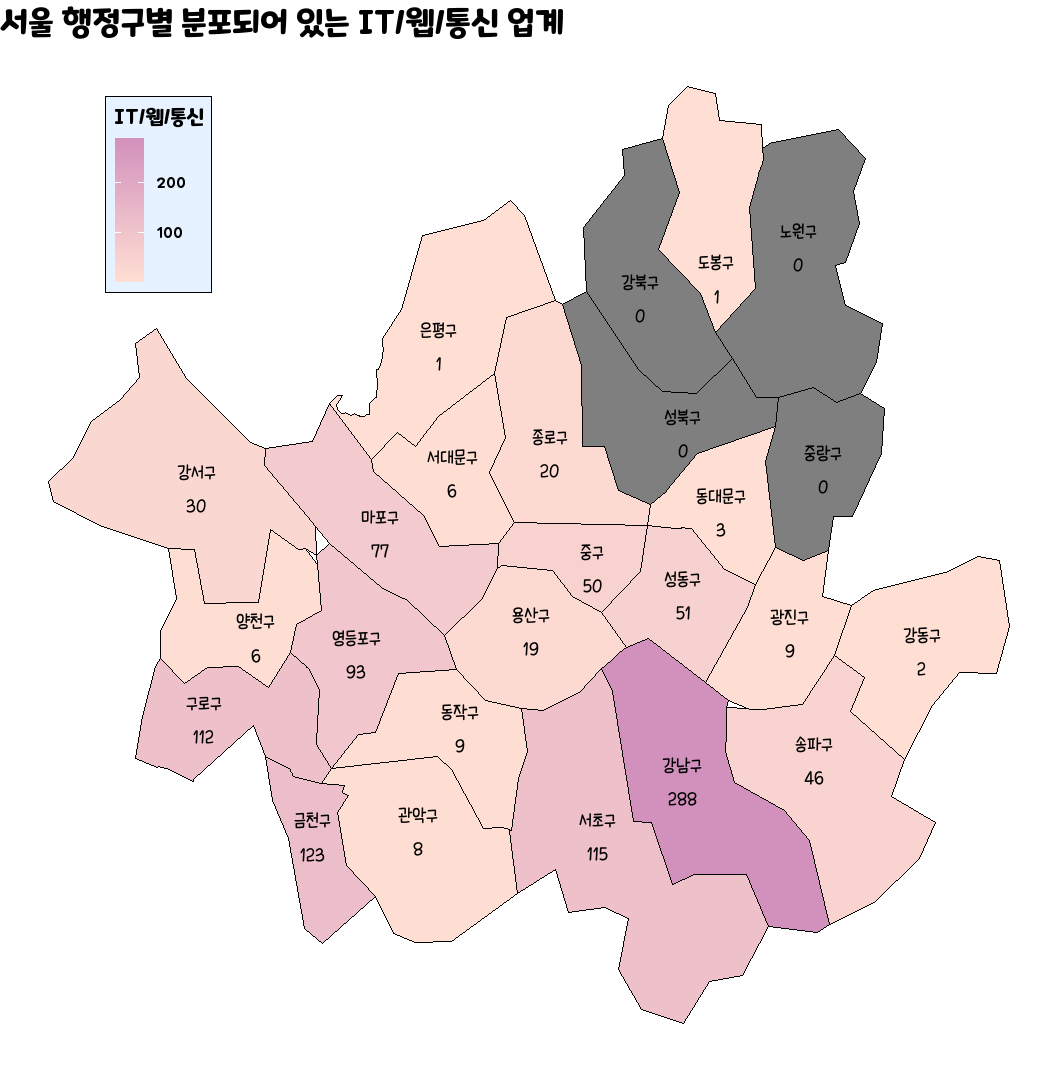 서울 행정구별 분포되어 있는 IT/웹/통신 업계
IT/웹/통신
200
100
도봉구
1
노원구
0
강북구
0
은평구
1
성북구
0
종로구
20
서대문구
6
중랑구
0
강서구
30
동대문구
3
마포구
77
중구
50
성동구
51
용산구
19
광진구
9
양천구
6
영등포구
93
강동구
2
구로구
112
동작구
9
송파구
46
강남구
288
관악구
8
서초구
115
금천구
123